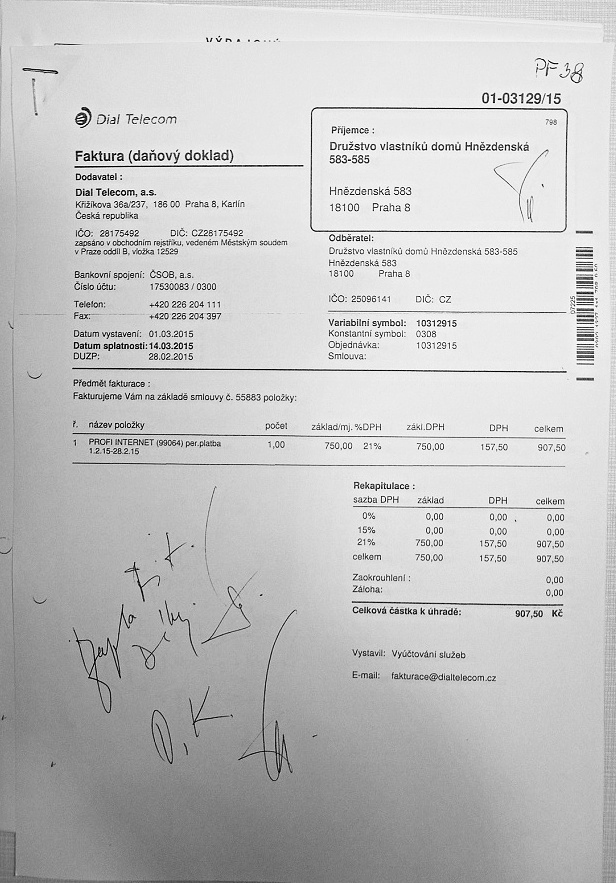 PF 38
01-03129/15
Dial Telecom
798
Příjemce :
Družstvo vlastníků domů Hnězdenská
583-585
Hnězdenská 583
18100 Praha 8
Faktura (daňový doklad)
Dodavatel :
Dial Telecom, a.s.
Křižíkova 36a/237, 186 00 Praha 8, Karlín
Česká republika
IČO: 28175492 DIČ: CZ28175492
zapsáno v obchodním rejstříku, vedeném Městským soudem
v Praze oddíl B, vložka 12529
Bankovní spojení: ČSOB, a.s.
Číslo účtu: 17530083 / 0300
Telefon: +420 226 204 111
Fax: +420 226 204 397
Datum vystavení: 01.03.2015
Datum splatnosti: 14.03.2015
DUZP: 28.02.2015
Odběratel:
Družstvo vlastníků domů Hnězdenská 583-585
Hnězdenská 583
18100 Praha 8
IČO: 25096141 DIČ: CZ
Variabilní symbol: 10312915
Konstantní symbol: 0308
Objednávka: 10312915
Smlouva:
Předmět fakturace :
Fakturujeme Vám na základě smlouvy č. 55883 položky:
ř. název položky počet základ/mj. %DPH zákl.DPH DPH celkem
1 PROFI INTERNET (99064) per.platba 1,00 750,00 21% 750,00 157,50 907,50
1.2.15-28.2.15
Rekapitulace :
sazba DPH základ DPH celkem
0% 0,00 0,00 0,00
15% 0,00 0,00 0,00
21% 750,00 157,50 907,50
celkem 750,00 157,50 907,50
Zaokrouhlení : 0,00
Záloha: 0,00
Celková částka k úhradě: 907,50 Kč
Vystavil: Vyúčtování služeb
E-mail: fakturace@dialtelecom.cz
O.K.